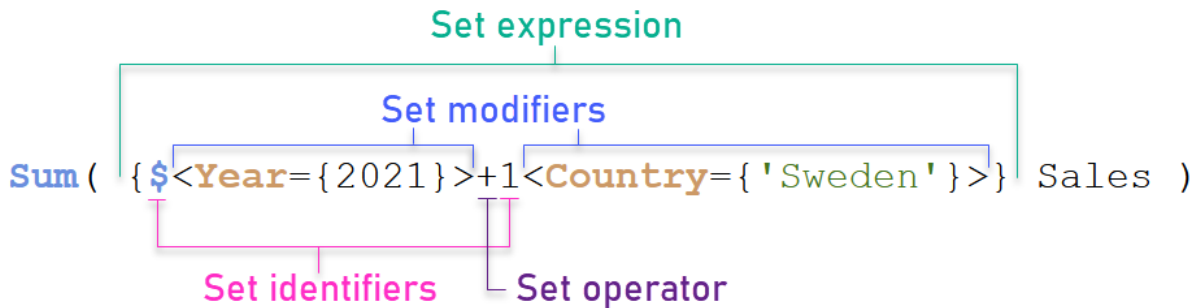 Set expression
Set modifiers
Sum( {$<Year={2021}>+1<Country={'Sweden'}>} Sales )
Set identifiers Set operator